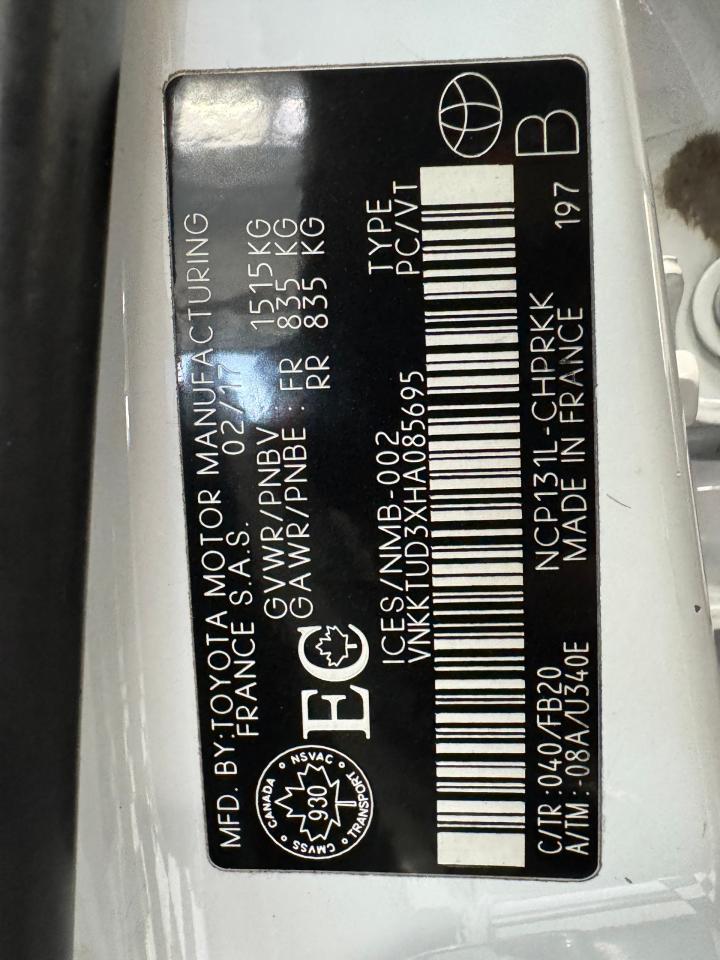 MFD. BY:TOYOTA MOTOR MANUFACTURING
FRANCE S.A.S. 02/17
GVWR/PNBV 1515KG
GAWR/PNBE : FR 835 KG
RR 835 KG
CANADA
NSVAC
930
CMVSS
TRANSPORT
EC
ICES/NMB-002 TYPE
VNKKTUD3XHA085695 PC/VT
C/TR :040/FB20 NCP131L-CHPRKK
A/TM :-08A/U340E MADE IN FRANCE 197
B